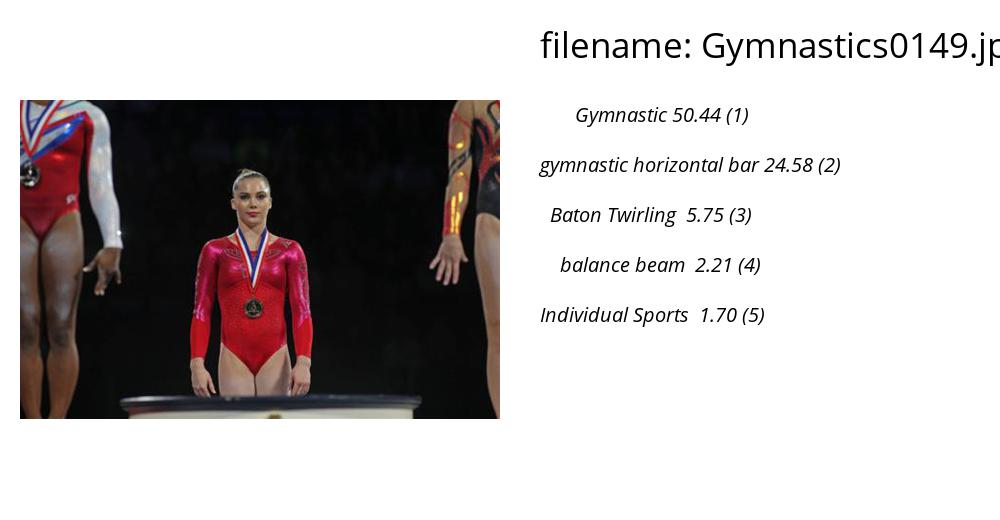 filename: Gymnastics0149.jp
Gymnastic 50.44 (1)
gymnastic horizontal bar 24.58 (2)
Baton Twirling 5.75 (3)
balance beam 2.21 (4)
Individual Sports 1.70 (5)